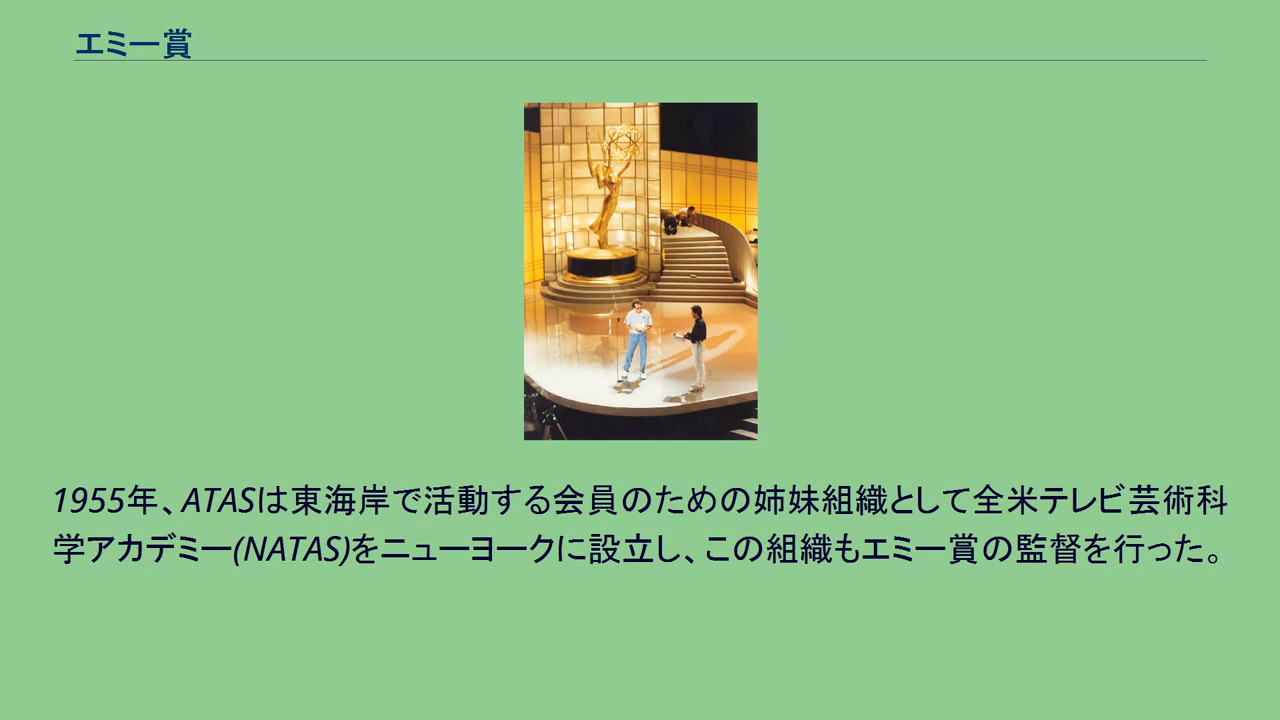 エミー賞
1955年、ATASは東海岸で活動する会員のための姉妹組織として全米テレビ芸術科
学アカデミー(NATAS)をニューヨークに設立し、この組織もエミー賞の監督を行った。